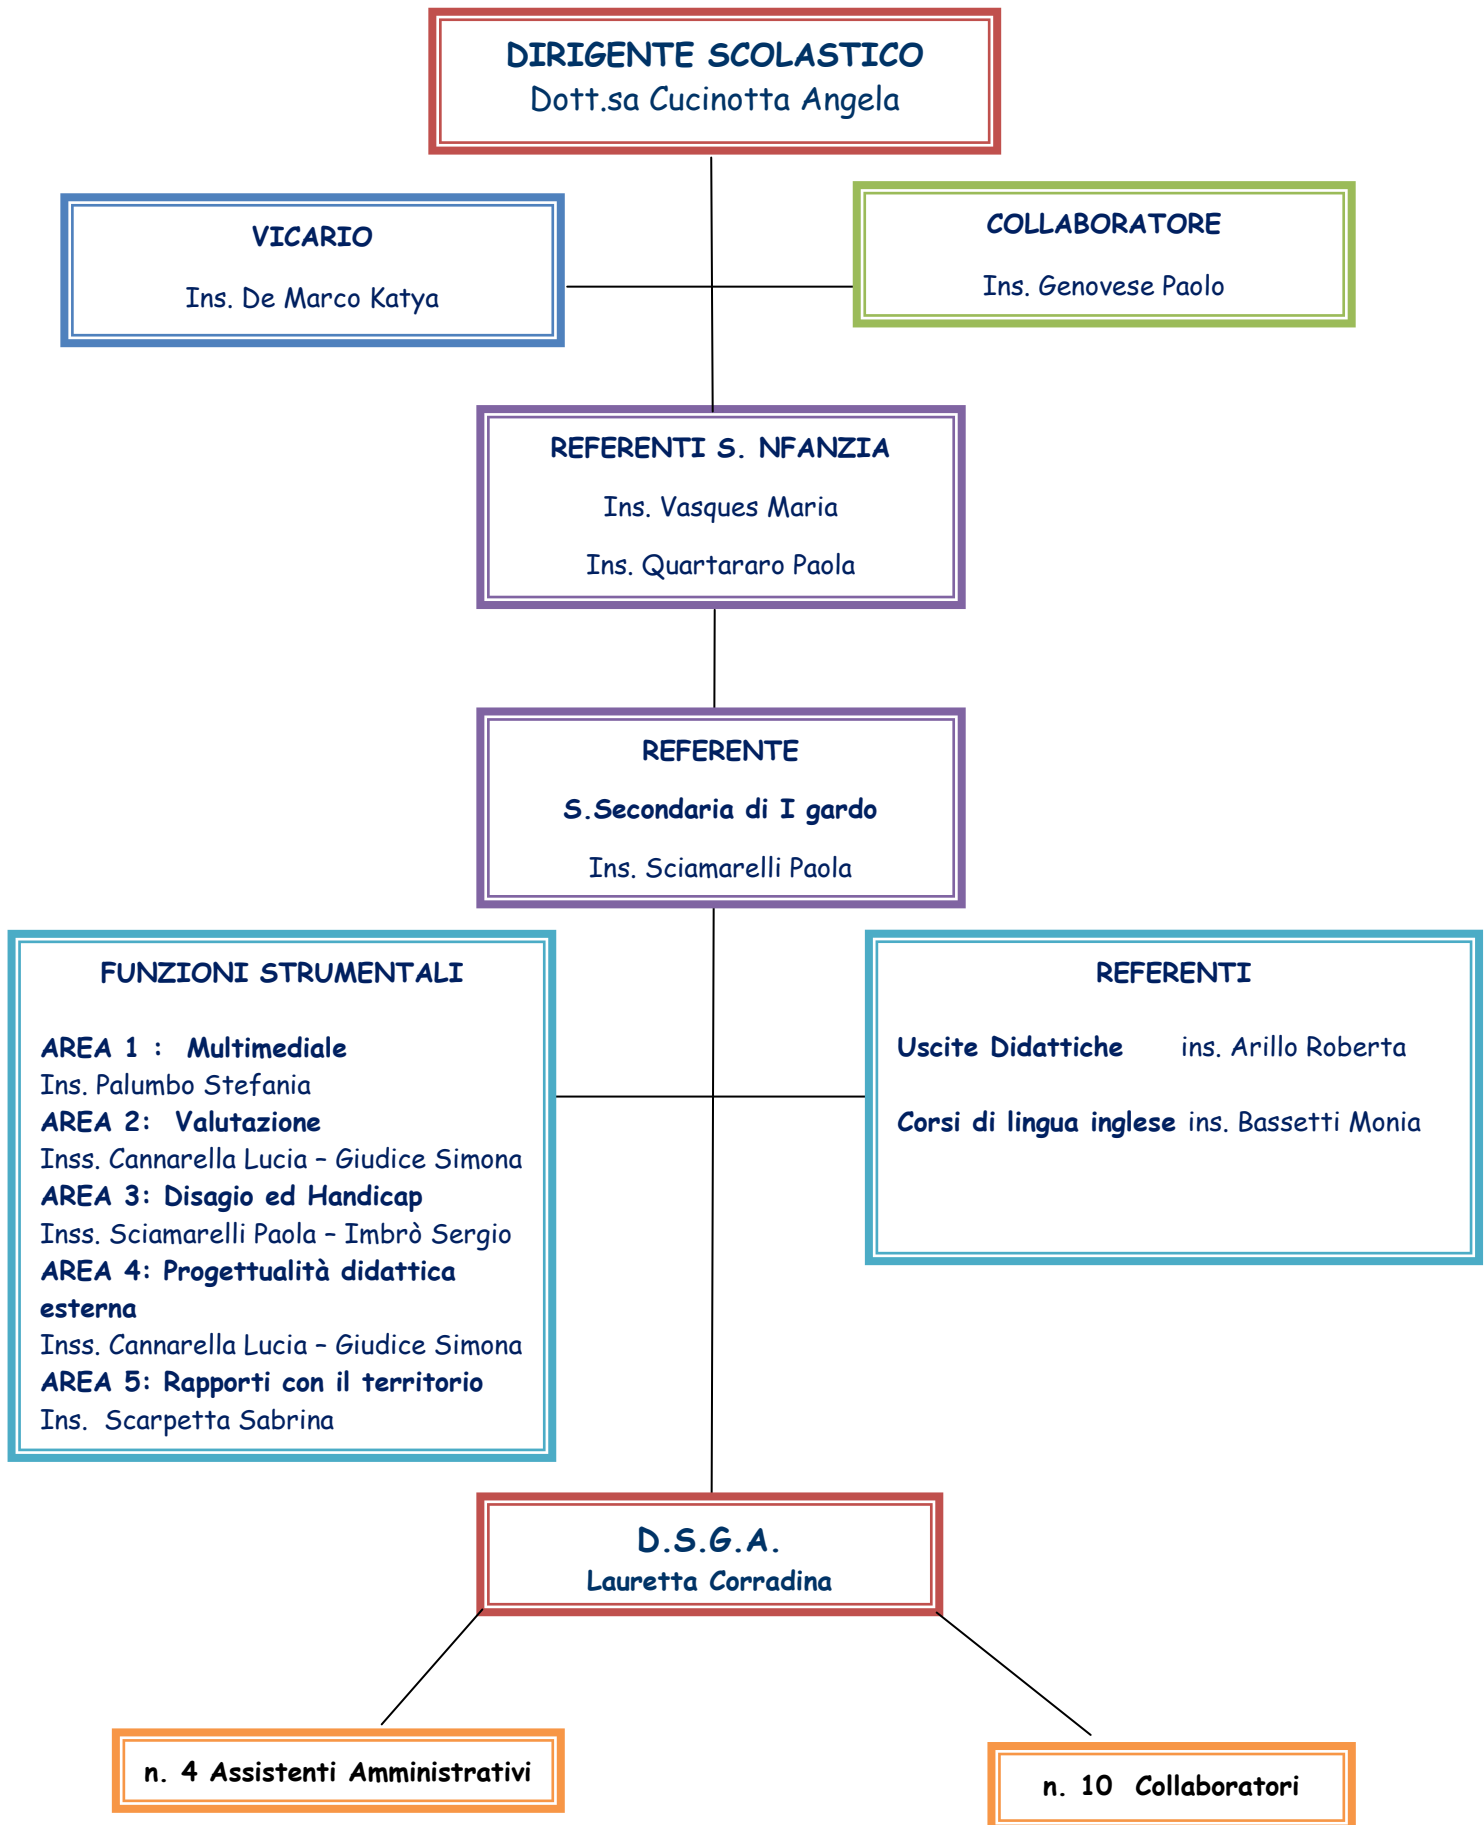 DIRIGENTE SCOLASTICO
Dott.sa Cucinotta Angela
VICARIO
Ins. De Marco Katya
COLLABORATORE
Ins. Genovese Paolo
REFERENTI S. NFANZIA
Ins. Vasques Maria
Ins. Quartararo Paola
REFERENTE
S.Secondaria di I gardo
Ins. Sciamarelli Paola
FUNZIONI STRUMENTALI
AREA 1 : Multimediale
Ins. Palumbo Stefania
AREA 2: Valutazione
Inss. Cannarella Lucia – Giudice Simona
AREA 3: Disagio ed Handicap
Inss. Sciamarelli Paola – Imbrò Sergio
AREA 4: Progettualità didattica
esterna
Inss. Cannarella Lucia – Giudice Simona
AREA 5: Rapporti con il territorio
Ins. Scarpetta Sabrina
REFERENTI
Uscite Didattiche ins. Arillo Roberta
Corsi di lingua inglese ins. Bassetti Monia
D.S.G.A.
Lauretta Corradina
n. 4 Assistenti Amministrativi
n. 10 Collaboratori